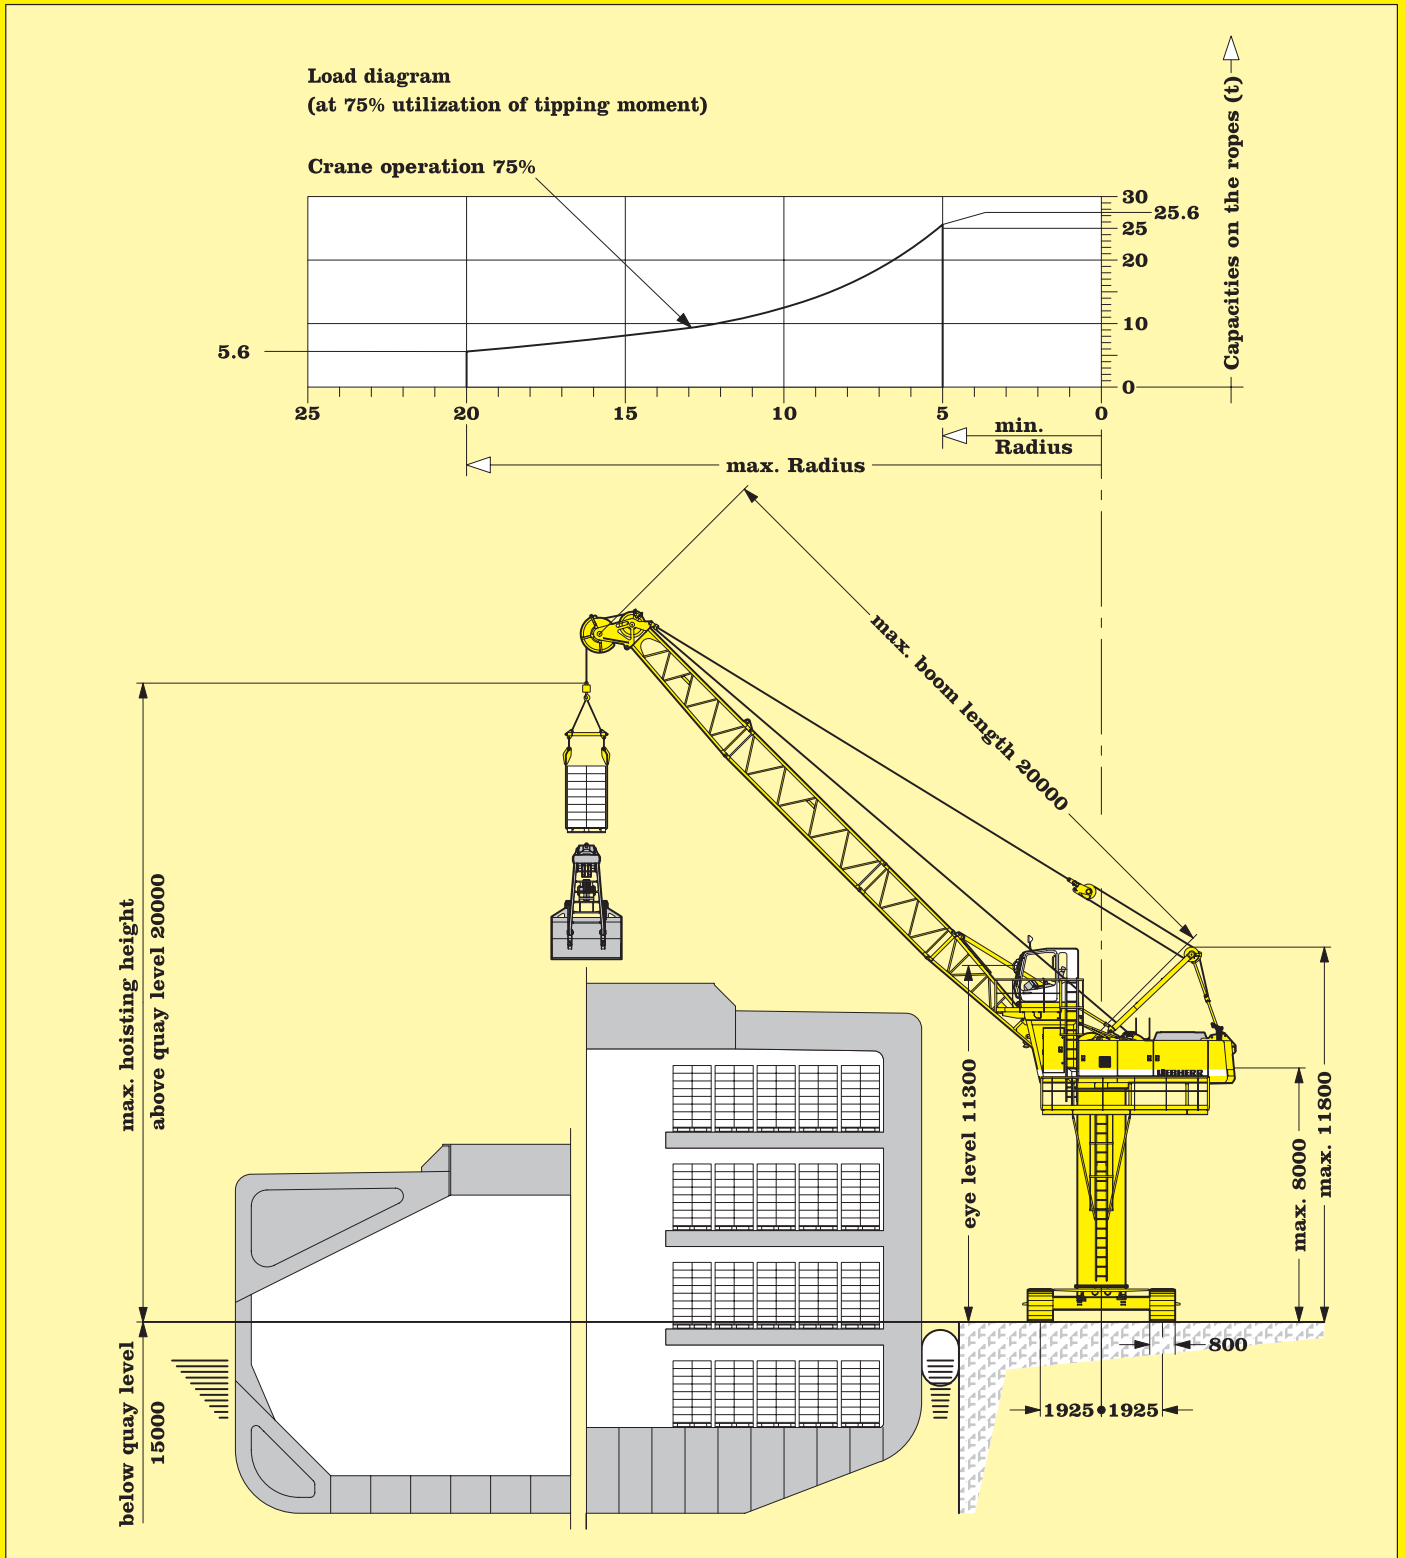 Load diagram
(at 75% utilization of tipping moment)
Crane operation 75%
Capacities on the ropes (t)
30
25.6
25
20
10
0
5.6
25
20
15
10
5
0
min.
Radius
max. Radius
max. boom length 20000
max. hoisting height
above quay level 20000
eye level 11300
LIEBHERR
max. 8000
max. 11800
below quay level
15000
800
1925
1925